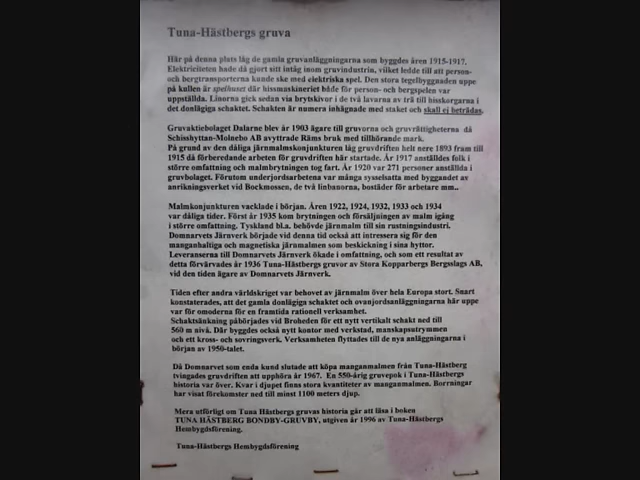 Tuna-Hästbergs gruva
Här på denna plats låg de gamla gruvanläggningarna som byggdes åren 1915-1917.
Elektriciteten hade då gjort sitt intåg inom gruvindustrin, vilket ledde till att person-
och bergtransporterna kunde ske med elektriska spel. Den stora tegelbyggnaden uppe
på kullen är spelhuset där hissmaskineriet både för person- och bergspelen var
uppställda. Linorna gick sedan via brytskivor i de två lavarna av trä till hisskorgarna i
det donlägiga schaktet. Schakten är numera inhägnade med staket och skall ej beträdas.
Gruvaktiebolaget Dalarne blev år 1903 ägare till gruvorna och gruvrättigheterna då
Schisshyttan-Molnebo AB avyttrade Räms bruk med tillhörande mark.
På grund av den dåliga järnmalmskonjunkturen låg gruvdriften helt nere 1893 fram till
1915 då förberedande arbeten för gruvdriften här startade. År 1917 anställdes folk i
större omfattning och malmbrytningen tog fart. År 1920 var 271 personer anställda i
gruvbolaget. Förutom underjordsarbetena var många sysselsatta med byggandet av
anrikningsverket vid Bockmossen, de två linbanorna, bostäder för arbetare mm..
Malmkonjunkturen vacklade i början. Åren 1922, 1924, 1932, 1933 och 1934
var dåliga tider. Först år 1935 kom brytningen och försäljningen av malm igång
i större omfattning. Tyskland bl.a. behövde järnmalm till sin rustningsindustri.
Domnarvets Järnverk började vid denna tid också att intressera sig för den
manganhaltiga och magnetiska järnmalmen som beskickning i sina hyttor.
Leveranserna till Domnarvets Järnverk ökade i omfattning, och som ett resultat av
detta förvärvades år 1936 Tuna-Hästbergs gruvor av Stora Kopparbergs Bergslags AB,
vid den tiden ägare av Domnarvets Järnverk.
Tiden efter andra världskriget var behovet av järnmalm över hela Europa stort. Snart
konstaterades, att det gamla donlägiga schaktet och ovanjordsanläggningarna här uppe
var för omoderna för en framtida rationell verksamhet.
Schaktsänkning påbörjades vid Broheden för ett nytt vertikalt schakt ned till
560 m nivå. Där byggdes också nytt kontor med verkstad, manskapsutrymmen
och ett kross- och sovringsverk. Verksamheten flyttades till de nya anläggningarna i
början av 1950-talet.
Då Domnarvet som enda kund slutade att köpa manganmalmen från Tuna-Hästberg
tvingades gruvdriften att upphöra år 1967. En 550-årig gruvepok i Tuna-Hästbergs
historia var över. Kvar i djupet finns stora kvantiteter av manganmalmen. Borrningar
har visat förekomster ned till minst 1100 meters djup.
Mera utförligt om Tuna Hästbergs gruvas historia går att läsa i boken
TUNA HÄSTBERG BONDBY-GRUVBY, utgiven år 1996 av Tuna-Hästbergs
Hembygdsförening.
Tuna-Hästbergs Hembygdsförening